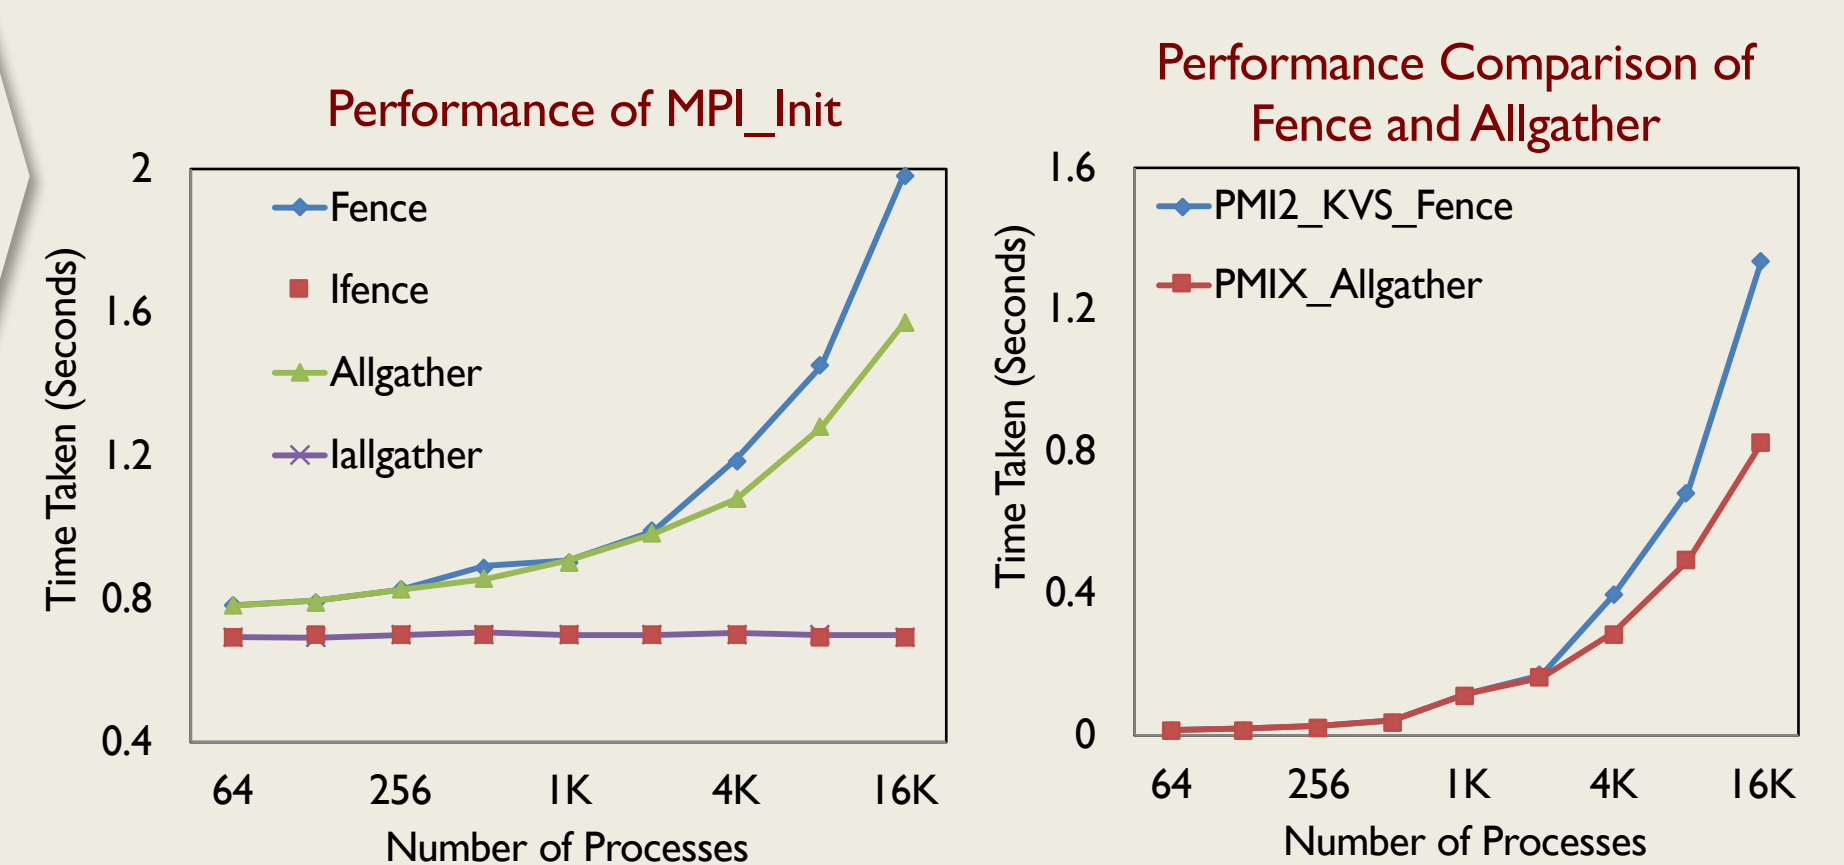 Performance of MPI_Init
2
1.6
1.2
0.8
0.4
Time Taken (Seconds)
Fence
Ifence
Allgather
Iallgather
64 256 1K 4K 16K
Number of Processes
Performance Comparison of
Fence and Allgather
1.6
1.2
0.8
0.4
0
Time Taken (Seconds)
PMI2_KVS_Fence
PMIX_Allgather
64 256 1K 4K 16K
Number of Processes